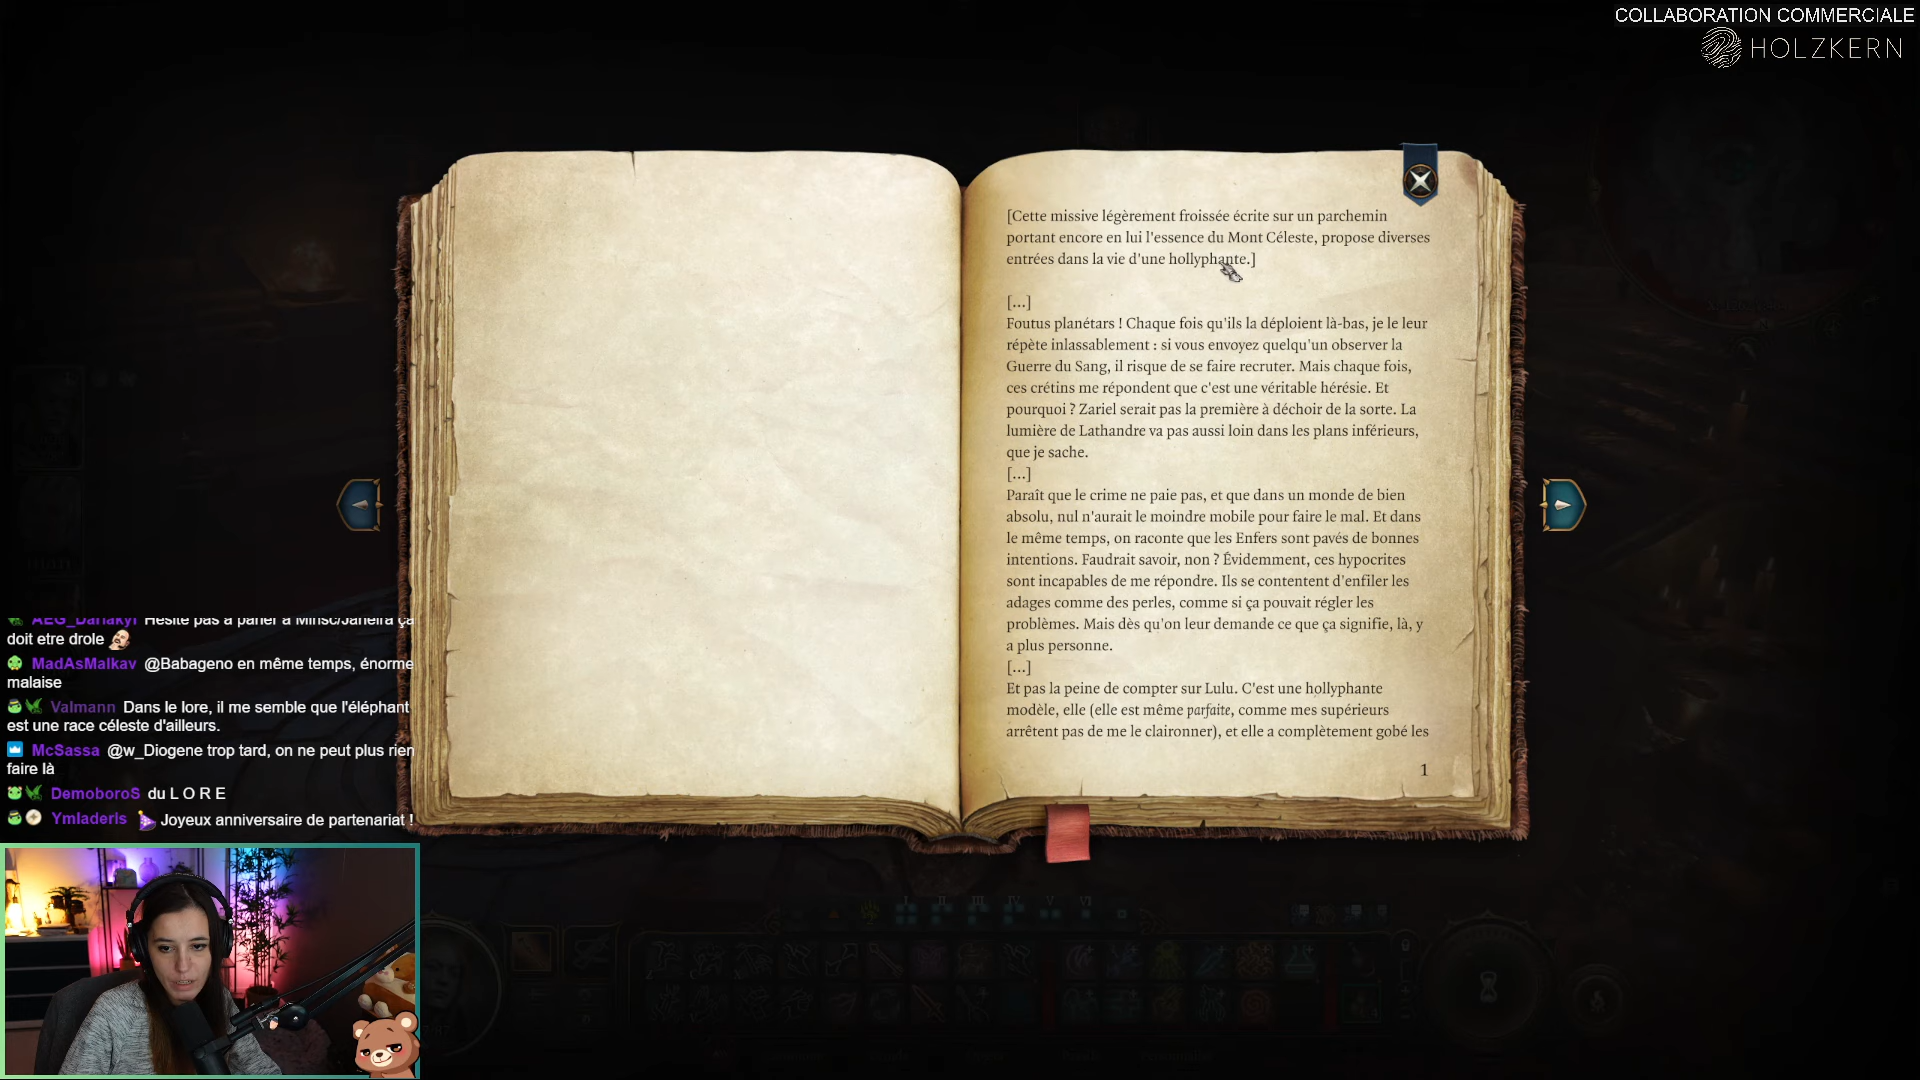 COLLABORATION COMMERCIALE
HOLZKERN
[Cette missive légèrement froissée écrite sur un parchemin
portant encore en lui l'essence du Mont Céleste, propose diverses
entrées dans la vie d'une hollyphante.]
[...]
Foutus planétars ! Chaque fois qu'ils la déploient là-bas, je le leur
répète inlassablement : si vous envoyez quelqu'un observer la
Guerre du Sang, il risque de se faire recruter. Mais chaque fois,
ces crétins me répondent que c'est une véritable hérésie. Et
pourquoi ? Zariel serait pas la première à déchoir de la sorte. La
lumière de Lathandre va pas aussi loin dans les plans inférieurs,
que je sache.
[...]
Paraît que le crime ne paie pas, et que dans un monde de bien
absolu, nul n'aurait le moindre mobile pour faire le mal. Et dans
le même temps, on raconte que les Enfers sont pavés de bonnes
intentions. Faudrait savoir, non ? Évidemment, ces hypocrites
sont incapables de me répondre. Ils se contentent d'enfiler les
adages comme des perles, comme si ça pouvait régler les
problèmes. Mais dès qu'on leur demande ce que ça signifie, là, y
a plus personne.
[...]
Et pas la peine de compter sur Lulu. C'est une hollyphante
modèle, elle (elle est même parfaite, comme mes supérieurs
arrêtent pas de me le claironner), et elle a complètement gobé les
1
Hésite pas à parler à Minsc/Jaheira ça
doit etre drole
MadAsMalkav @Babageno en même temps, énorme
malaise
Valmann Dans le lore, il me semble que l'éléphant
est une race céleste d'ailleurs.
McSassa @w_Diogene trop tard, on ne peut plus rien
faire là
DemoboroS du L O R E
Ymladeris Joyeux anniversaire de partenariat !
I II III IV V VI